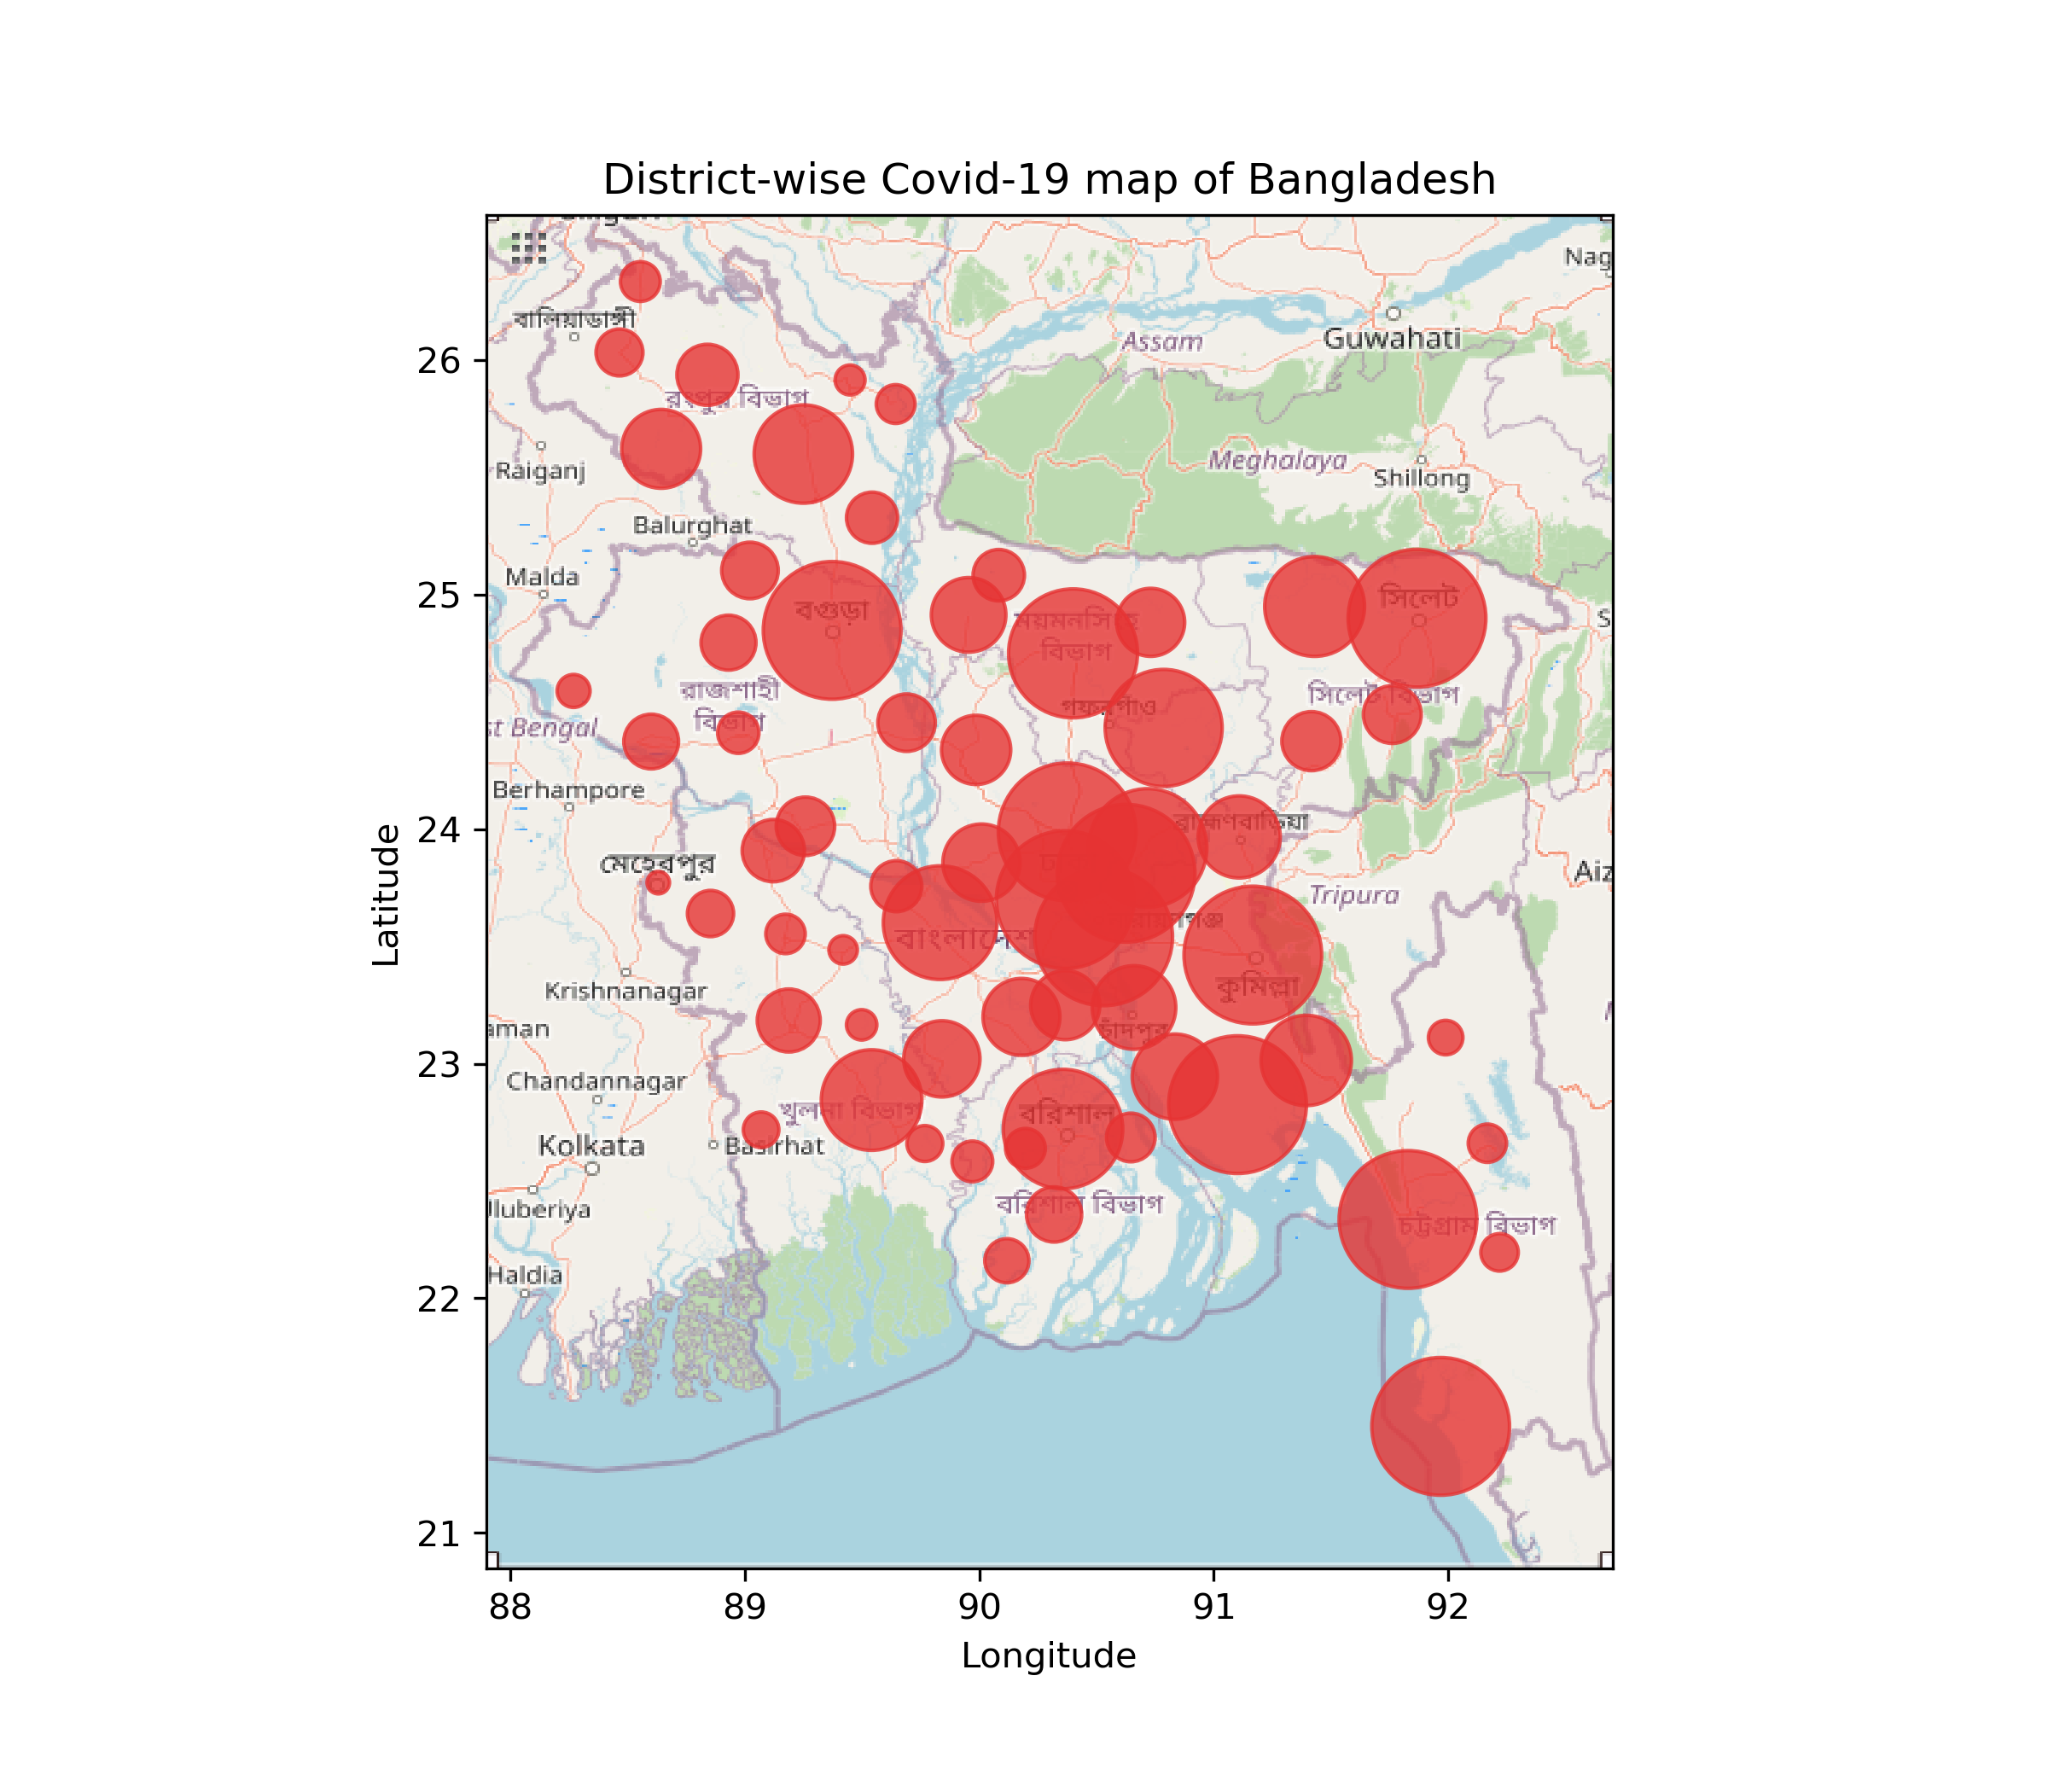 District-wise Covid-19 map of Bangladesh
Nag
বালিয়াডাঙ্গী
26
Assam
Guwahati
রংপুর বিভাগ
Raiganj
Meghalaya
Shillong
Balurghat
Malda
25
বগুড়া
সিলেট
ময়মনসিংহ
বিভাগ
S
রাজশাহী
বিভাগ
সিলেট বিভাগ
গফরগাঁও
st Bengal
Berhampore
24
ব্রাহ্মণবাড়িয়া
মেহেরপুর
Aiz
Tripura
Latitude
বাংলাদেশ
Krishnanagar
কুমিল্লা
aman
চাঁদপুর
23
Chandannagar
খুলনা বিভাগ
বরিশাল
Kolkata
Basirhat
Uluberiya
বরিশাল বিভাগ
চট্টগ্রাম বিভাগ
Haldia
22
21
88 89 90 91 92
Longitude